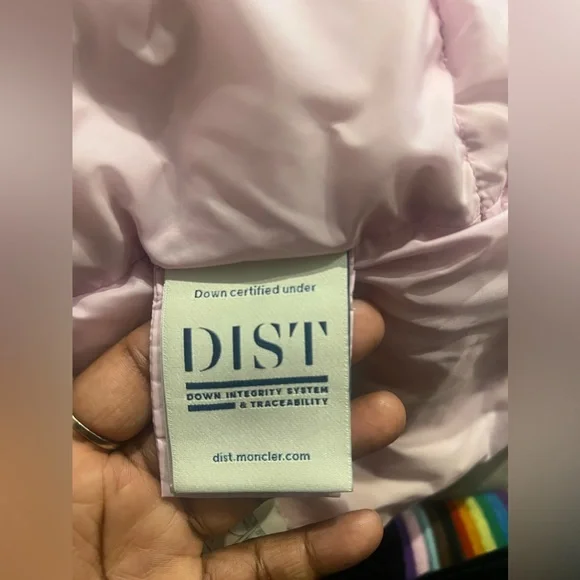 Down certified under
DIST
DOWN INTEGRITY SYSTEM
& TRACEABILITY
dist.moncler.com